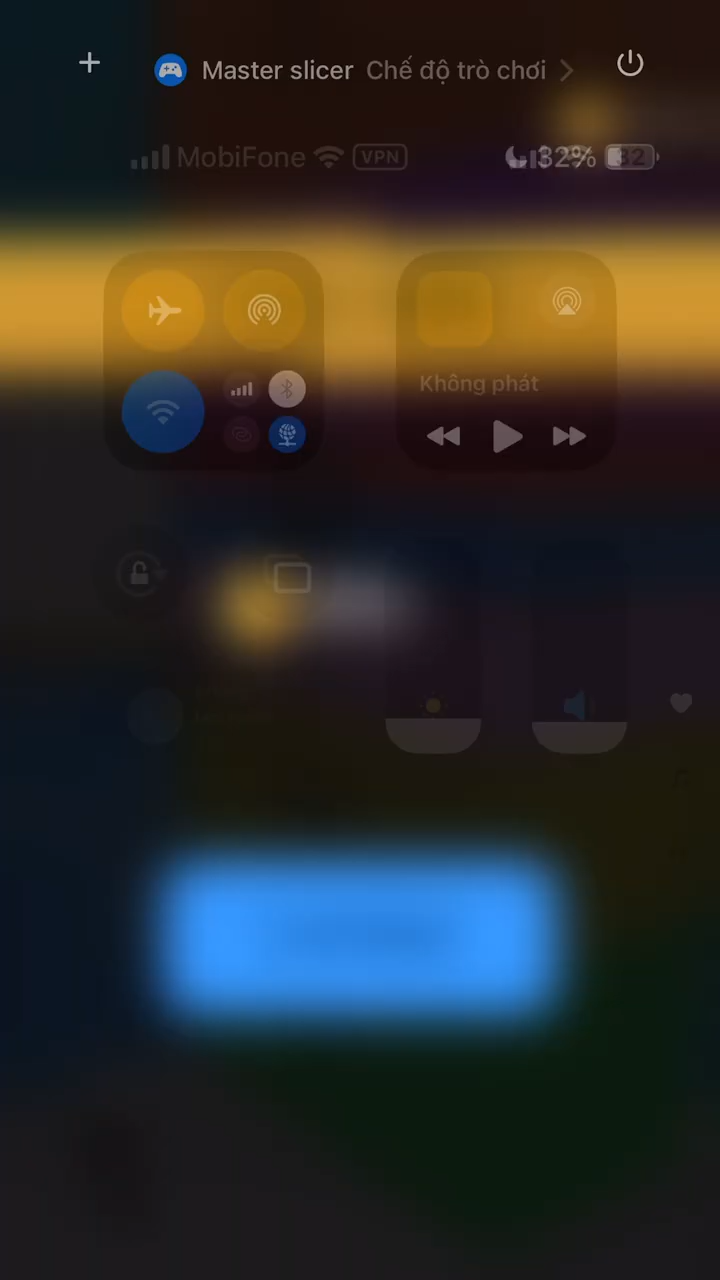 Master slicer Chế độ trò chơi
MobiFone VPN 32% 32
Không phát